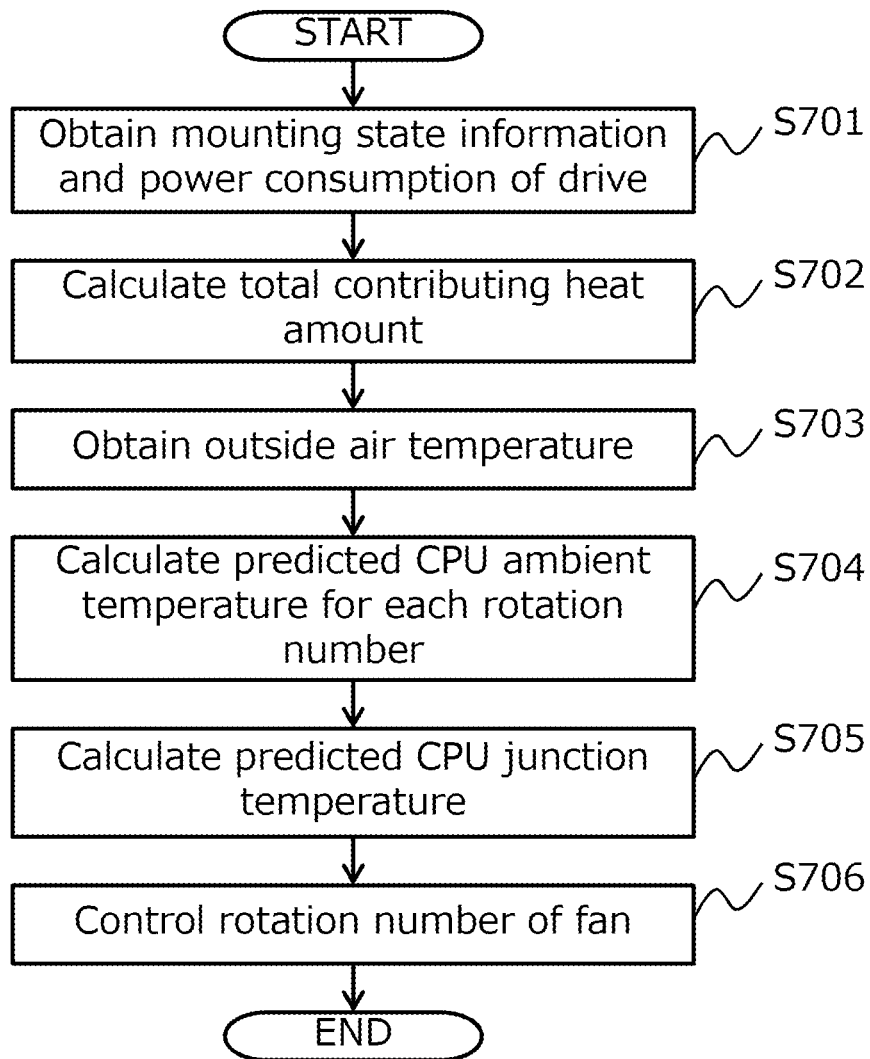 START
Obtain mounting state information
and power consumption of drive
S701
Calculate total contributing heat
amount
S702
Obtain outside air temperature
S703
Calculate predicted CPU ambient
temperature for each rotation
number
S704
Calculate predicted CPU junction
temperature
S705
Control rotation number of fan
S706
END